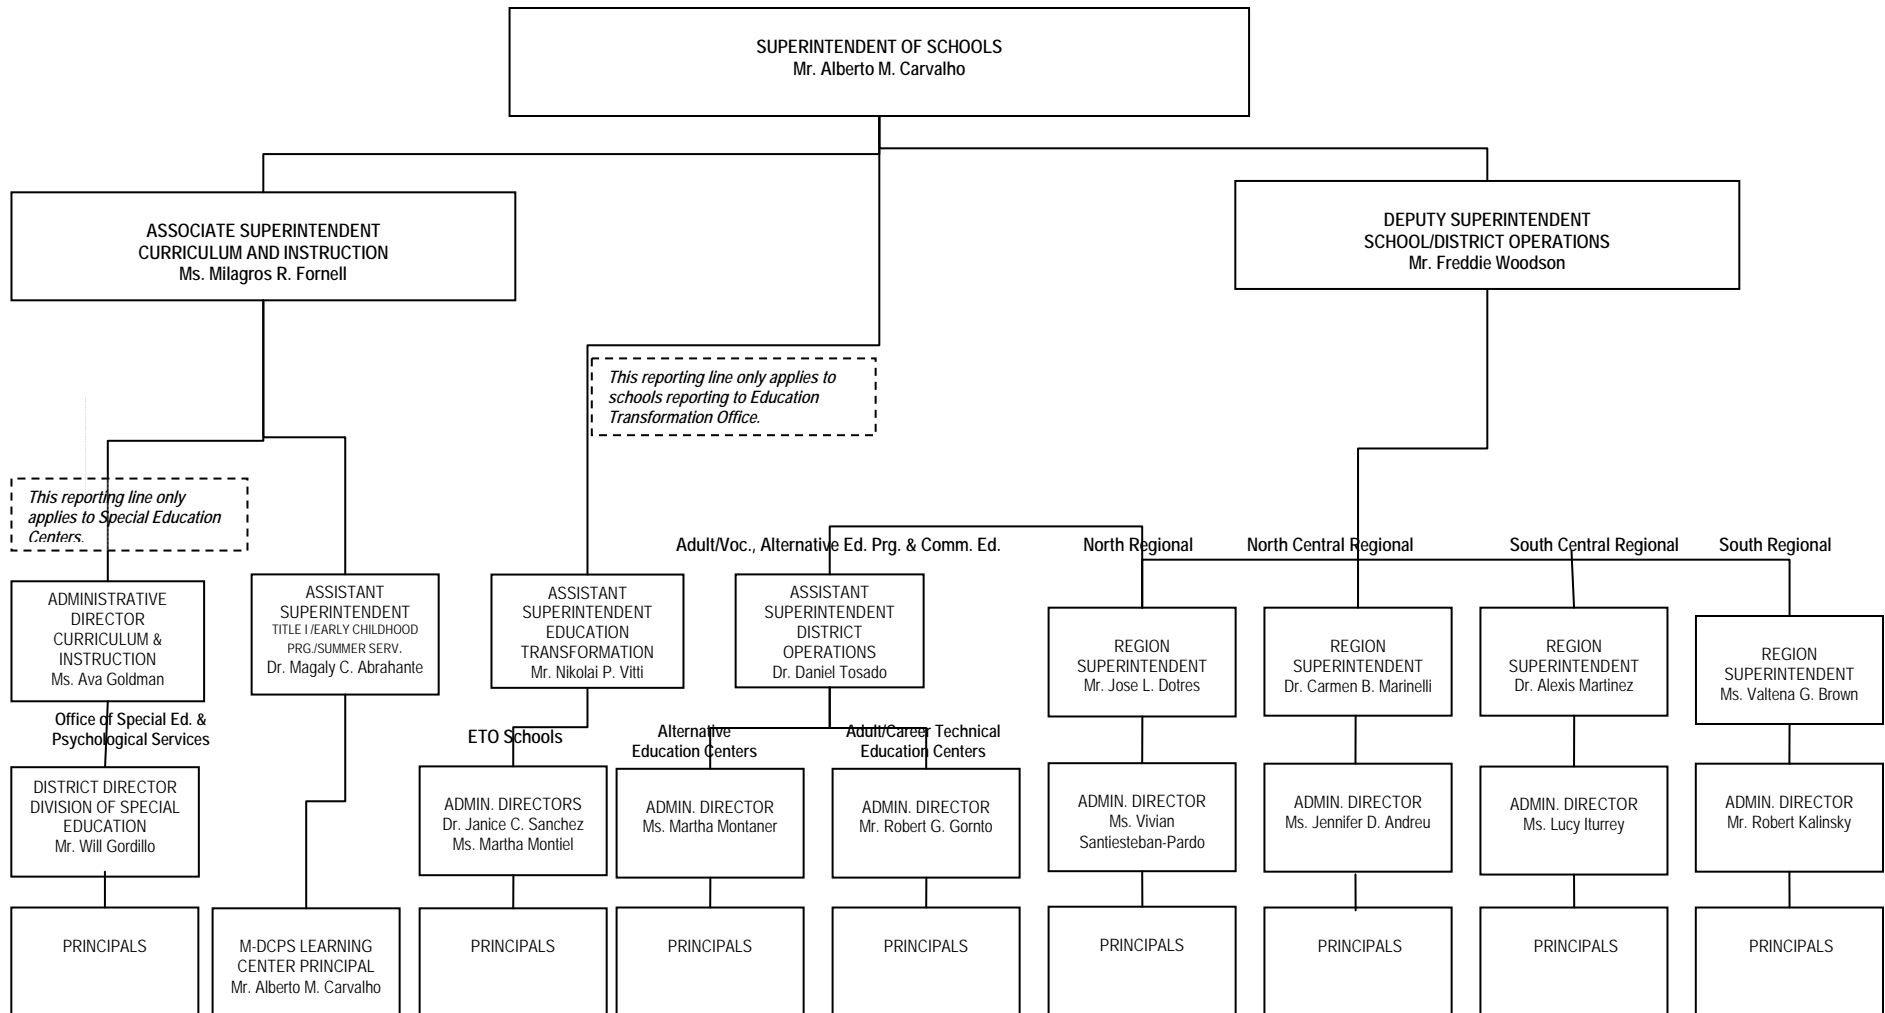 SUPERINTENDENT OF SCHOOLS
Mr. Alberto M. Carvalho
ASSOCIATE SUPERINTENDENT
CURRICULUM AND INSTRUCTION
Ms. Milagros R. Fornell
DEPUTY SUPERINTENDENT
SCHOOL/DISTRICT OPERATIONS
Mr. Freddie Woodson
This reporting line only applies to
schools reporting to Education
Transformation Office.
This reporting line only
applies to Special Education
Centers.
Adult/Voc., Alternative Ed. Prg. & Comm. Ed.
North Regional
North Central Regional
South Central Regional
South Regional
ADMINISTRATIVE
DIRECTOR
CURRICULUM &
INSTRUCTION
Ms. Ava Goldman
ASSISTANT
SUPERINTENDENT
TITLE I /EARLY CHILDHOOD
PRG./SUMMER SERV.
Dr. Magaly C. Abrahante
ASSISTANT
SUPERINTENDENT
EDUCATION
TRANSFORMATION
Mr. Nikolai P. Vitti
ASSISTANT
SUPERINTENDENT
DISTRICT
OPERATIONS
Dr. Daniel Tosado
REGION
SUPERINTENDENT
Mr. Jose L. Dotres
REGION
SUPERINTENDENT
Dr. Carmen B. Marinelli
REGION
SUPERINTENDENT
Dr. Alexis Martinez
REGION
SUPERINTENDENT
Ms. Valtena G. Brown
Office of Special Ed. &
Psychological Services
ETO Schools
Alternative
Education Centers
Adult/Career Technical
Education Centers
DISTRICT DIRECTOR
DIVISION OF SPECIAL
EDUCATION
Mr. Will Gordillo
ADMIN. DIRECTORS
Dr. Janice C. Sanchez
Ms. Martha Montiel
ADMIN. DIRECTOR
Ms. Martha Montaner
ADMIN. DIRECTOR
Mr. Robert G. Gornto
ADMIN. DIRECTOR
Ms. Vivian
Santiesteban-Pardo
ADMIN. DIRECTOR
Ms. Jennifer D. Andreu
ADMIN. DIRECTOR
Ms. Lucy Iturrey
ADMIN. DIRECTOR
Mr. Robert Kalinsky
PRINCIPALS
M-DCPS LEARNING
CENTER PRINCIPAL
Mr. Alberto M. Carvalho
PRINCIPALS
PRINCIPALS
PRINCIPALS
PRINCIPALS
PRINCIPALS
PRINCIPALS
PRINCIPALS